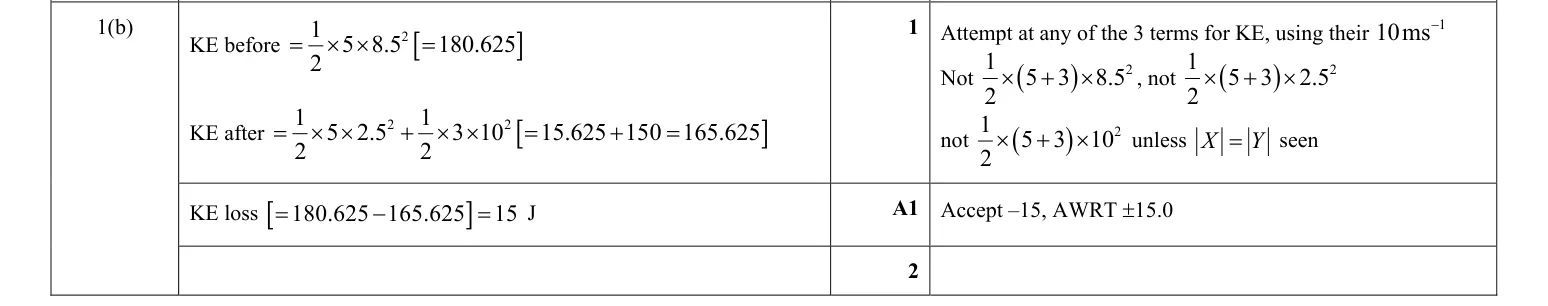 1(b)
KE before = 1/2 × 5 × 8.5² [= 180.625]
KE after = 1/2 × 5 × 2.5² + 1/2 × 3 × 10² [= 15.625 + 150 = 165.625]
1
Attempt at any of the 3 terms for KE, using their 10 ms⁻¹
Not 1/2 × (5 + 3) × 8.5², not 1/2 × (5 + 3) × 2.5²
not 1/2 × (5 + 3) × 10² unless |X| = |Y| seen
KE loss [= 180.625 − 165.625] = 15 J
A1
Accept –15, AWRT ±15.0
2